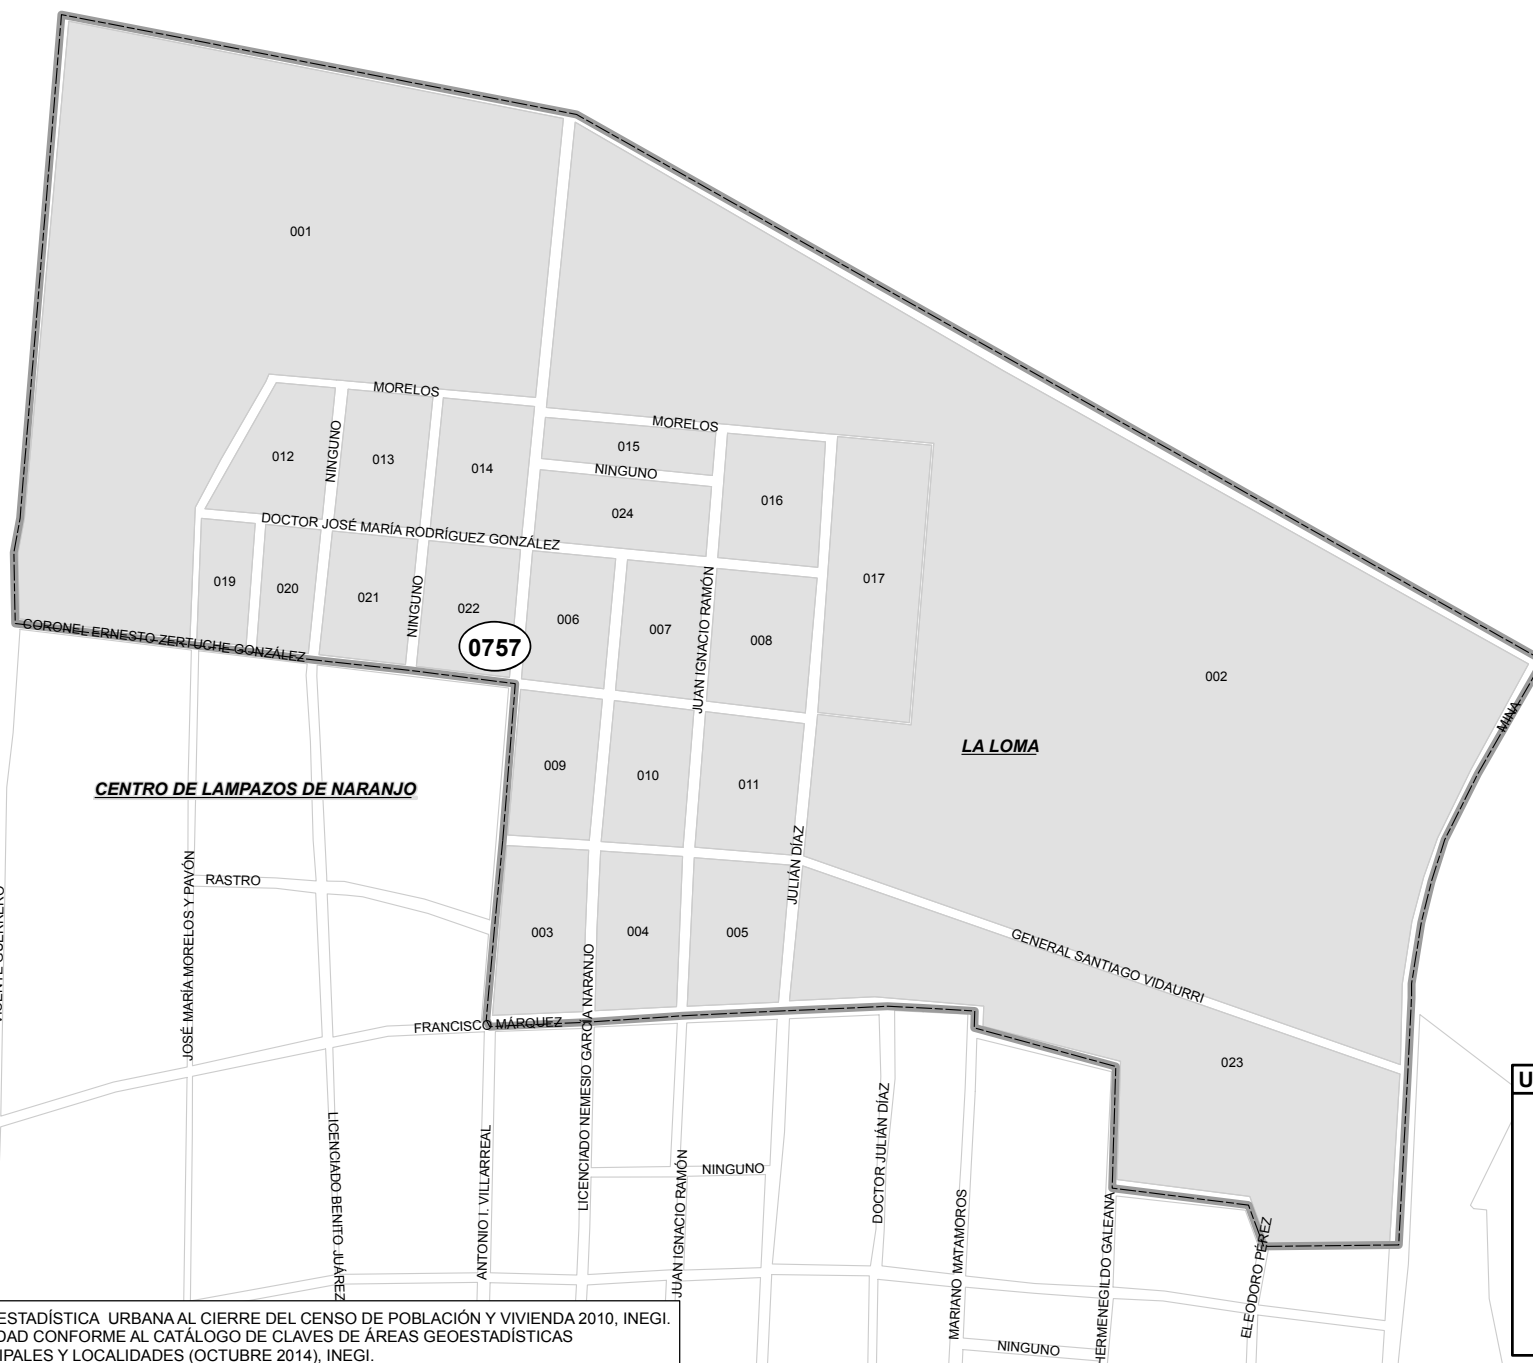 001
MORELOS
MORELOS
NINGUNO
012
013
014
015
NINGUNO
016
024
DOCTOR JOSÉ MARÍA RODRÍGUEZ GONZÁLEZ
019
020
021
NINGUNO
022
006
007
JUAN IGNACIO RAMÓN
008
017
0757
CORONEL ERNESTO ZERTUCHE GONZÁLEZ
002
MINA
LA LOMA
CENTRO DE LAMPAZOS DE NARANJO
009
010
011
JULIÁN DÍAZ
RASTRO
JOSÉ MARÍA MORELOS Y PAVÓN
VICENTE GUERRERO
003
004
005
GENERAL SANTIAGO VIDAURRI
FRANCISCO MÁRQUEZ
LICENCIADO NEMESIO GARCÍA NARANJO
023
U
LICENCIADO BENITO JUÁREZ
ANTONIO I. VILLARREAL
JUAN IGNACIO RAMÓN
NINGUNO
DOCTOR JULIÁN DÍAZ
MARIANO MATAMOROS
HERMENEGILDO GALEANA
ELEODORO PÉREZ
NINGUNO
ESTADÍSTICA URBANA AL CIERRE DEL CENSO DE POBLACIÓN Y VIVIENDA 2010, INEGI.
DAD CONFORME AL CATÁLOGO DE CLAVES DE ÁREAS GEOESTADÍSTICAS
IPALES Y LOCALIDADES (OCTUBRE 2014), INEGI.